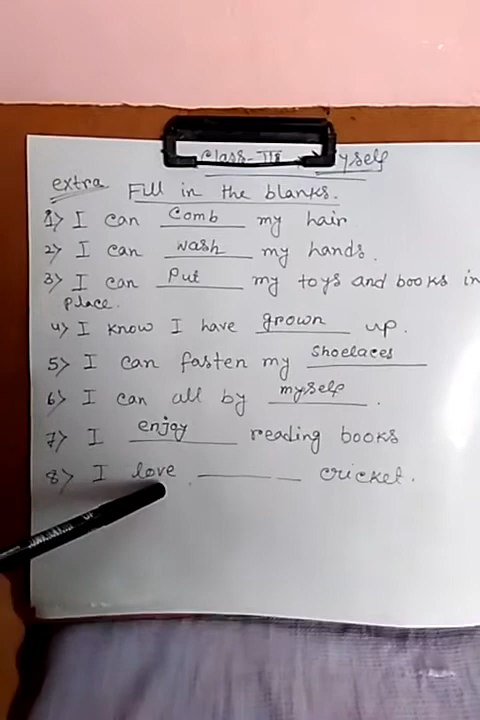 Class-III yself
extra Fill in the blanks.
1> I can Comb my hair
2> I can wash my hands.
3> I can Put my toys and books in
place.
4> I know I have grown up.
5> I can fasten my Shoelaces
6> I can all by myself.
7> I enjoy reading books
8> I love cricket.